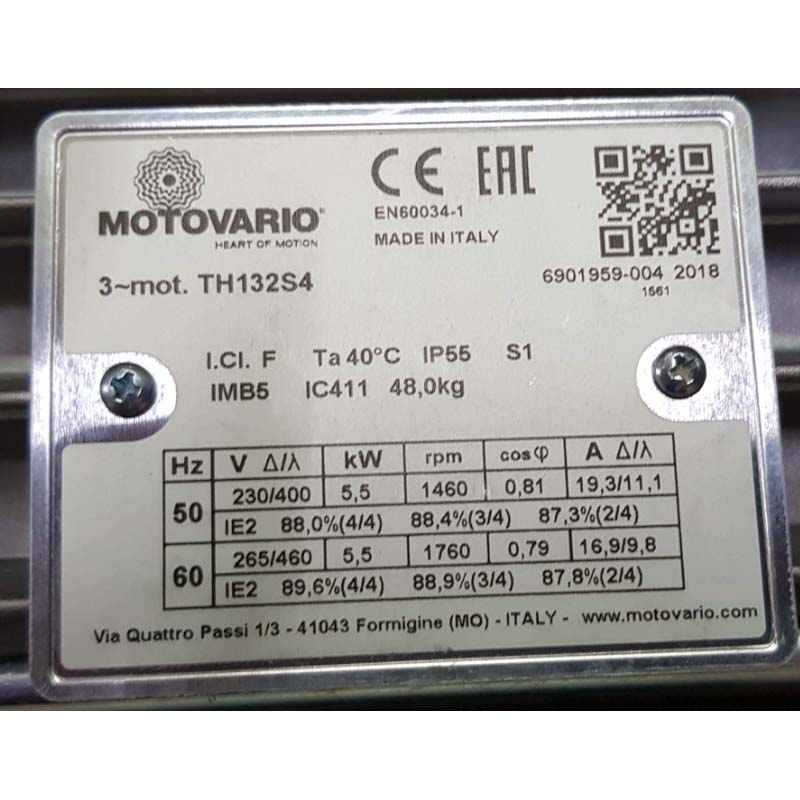 MOTOVARIO®
HEART OF MOTION
CE EAC
EN60034-1
MADE IN ITALY
6901959-004 2018
1561
3~mot. TH132S4
I.Cl. F Ta 40°C IP55 S1
IMB5 IC411 48,0kg
Hz V Δ/λ kW rpm cosφ A Δ/λ
50 230/400 5,5 1460 0,81 19,3/11,1
IE2 88,0%(4/4) 88,4%(3/4) 87,3%(2/4)
60 265/460 5,5 1760 0,79 16,9/9,8
IE2 89,6%(4/4) 88,9%(3/4) 87,8%(2/4)
Via Quattro Passi 1/3 - 41043 Formigine (MO) - ITALY - www.motovario.com